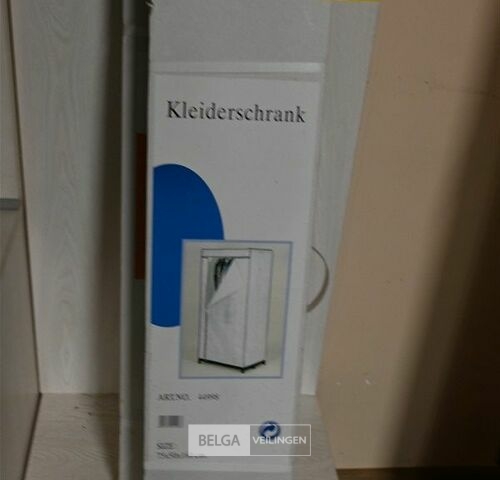 Kleiderschrank
ART.NO.
SIZE:
BELGA VEILINGEN